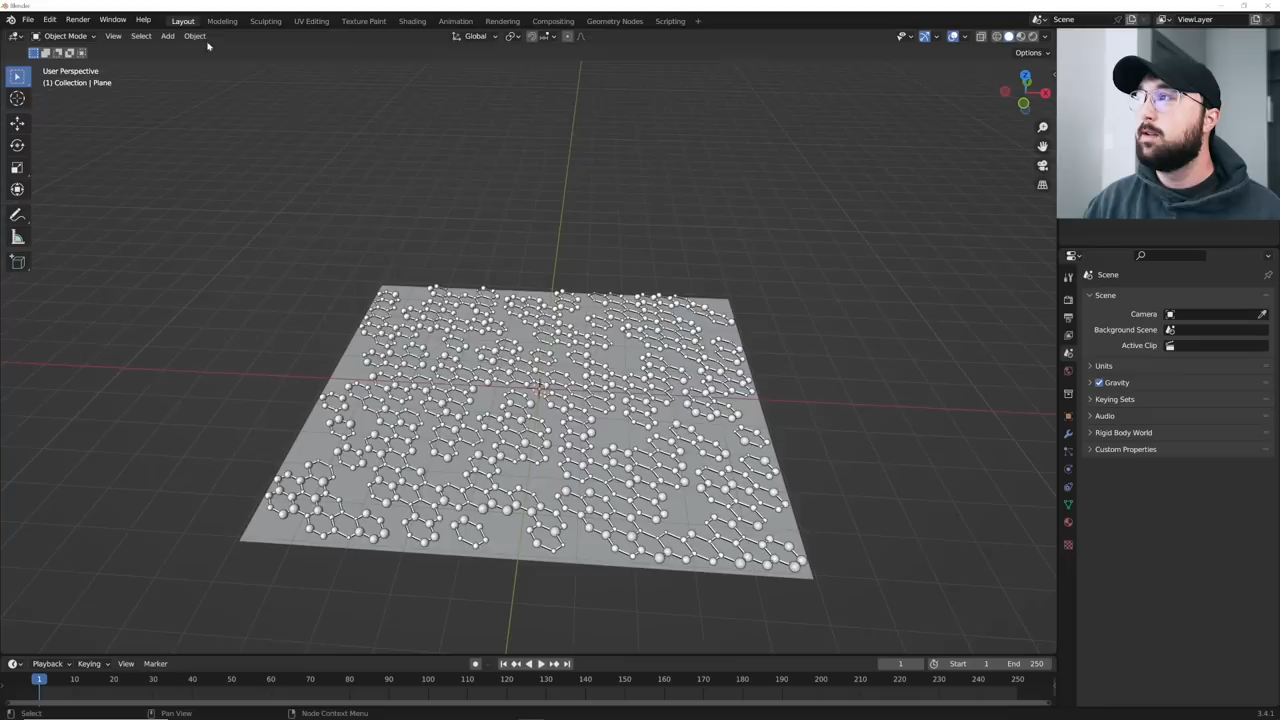 Blender
File Edit Render Window Help Layout Modeling Sculpting UV Editing Texture Paint Shading Animation Rendering Compositing Geometry Nodes Scripting + Scene ViewLayer
Object Mode View Select Add Object Global
Options
User Perspective
(1) Collection | Plane
Z
X
Scene
Scene
Camera
Background Scene
Active Clip
Units
Gravity
Keying Sets
Audio
Rigid Body World
Custom Properties
Playback Keying View Marker 1 Start 1 End 250
1 10 20 30 40 50 60 70 80 90 100 110 120 130 140 150 160 170 180 190 200 210 220 230 240 250
Select Pan View Node Context Menu 3.4.1